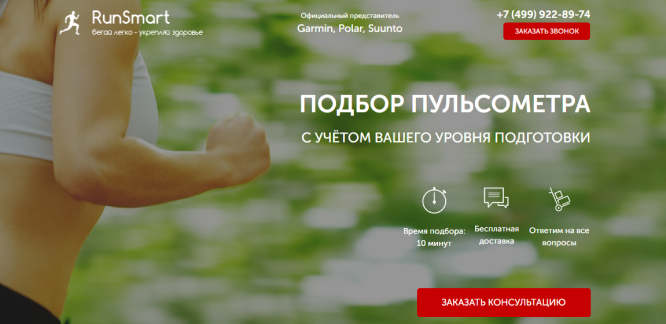 RunSmart
бегай легко - укрепляй здоровье
Официальный представитель
Garmin, Polar, Suunto
+7 (499) 922-89-74
ЗАКАЗАТЬ ЗВОНОК
ПОДБОР ПУЛЬСОМЕТРА
С УЧЁТОМ ВАШЕГО УРОВНЯ ПОДГОТОВКИ
Время подбора:
10 минут
Бесплатная
доставка
Ответим на все
вопросы
ЗАКАЗАТЬ КОНСУЛЬТАЦИЮ